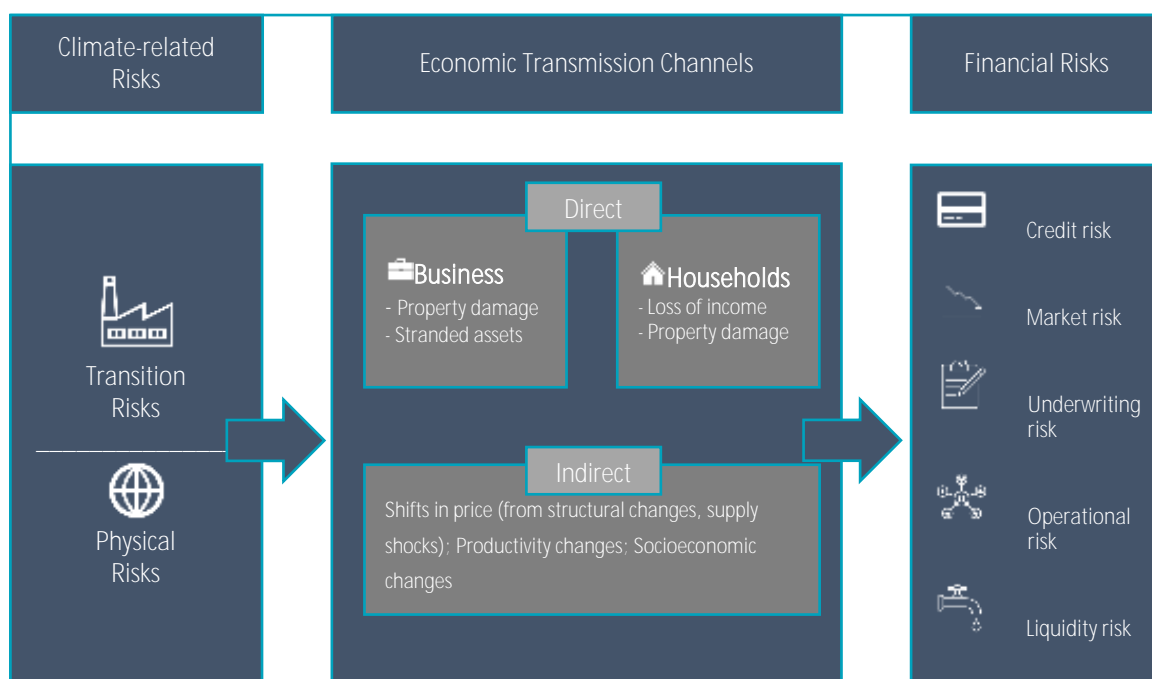 Climate-related
Risks
Economic Transmission Channels
Financial Risks
Transition
Risks
Physical
Risks
Direct
Business
- Property damage
- Stranded assets
Households
- Loss of income
- Property damage
Indirect
Shifts in price (from structural changes, supply
shocks); Productivity changes; Socioeconomic
changes
Credit risk
Market risk
Underwriting
risk
Operational
risk
Liquidity risk